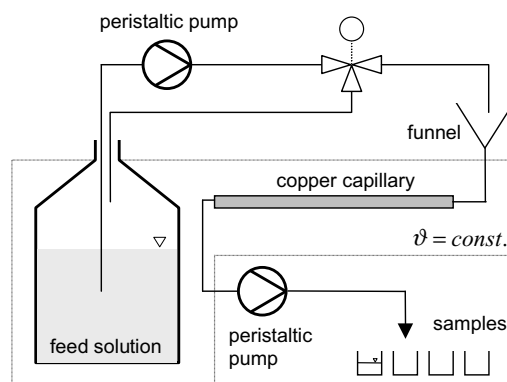 peristaltic pump
funnel
copper capillary
ϑ = const.
peristaltic
pump
samples
feed solution